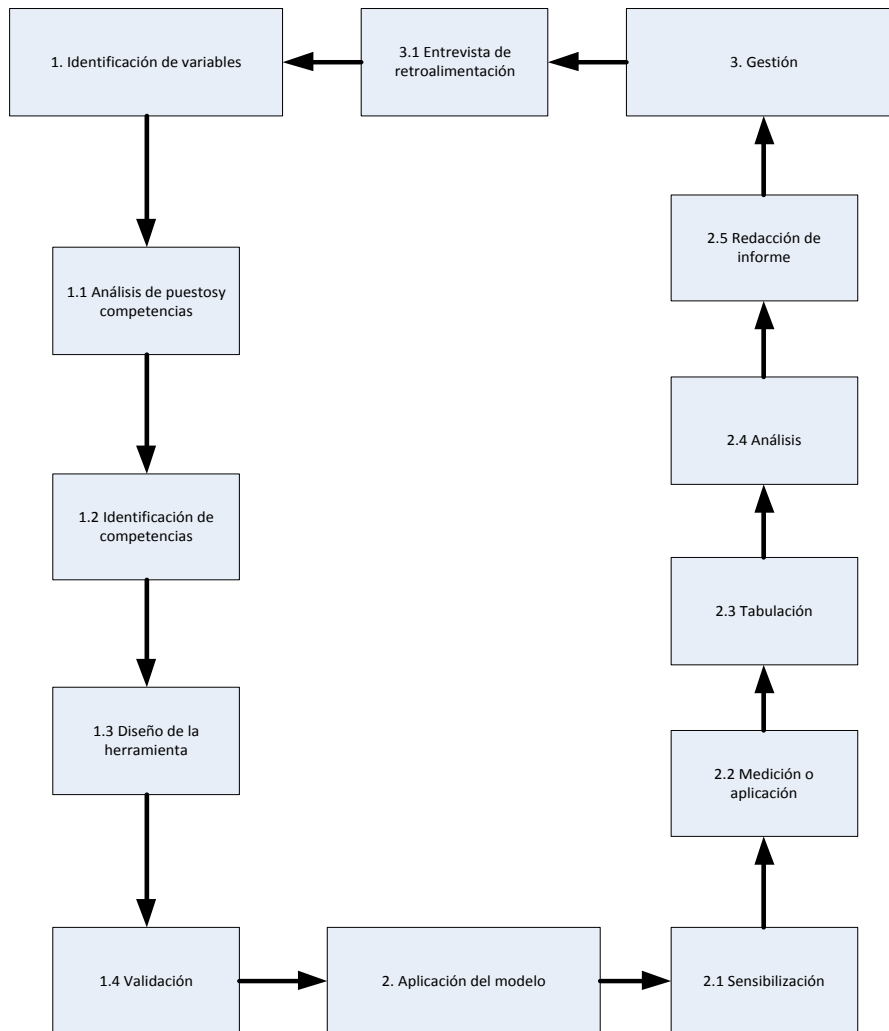 1. Identificación de variables
3.1 Entrevista de
retroalimentación
3. Gestión
2.5 Redacción de
informe
1.1 Análisis de puestosy
competencias
2.4 Análisis
1.2 Identificación de
competencias
2.3 Tabulación
1.3 Diseño de la
herramienta
2.2 Medición o
aplicación
1.4 Validación
2. Aplicación del modelo
2.1 Sensibilización